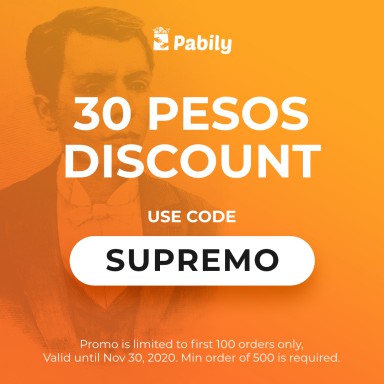 Pabily
30 PESOS
DISCOUNT
USE CODE
SUPREMO
Promo is limited to first 100 orders only,
Valid until Nov 30, 2020. Min order of 500 is required.